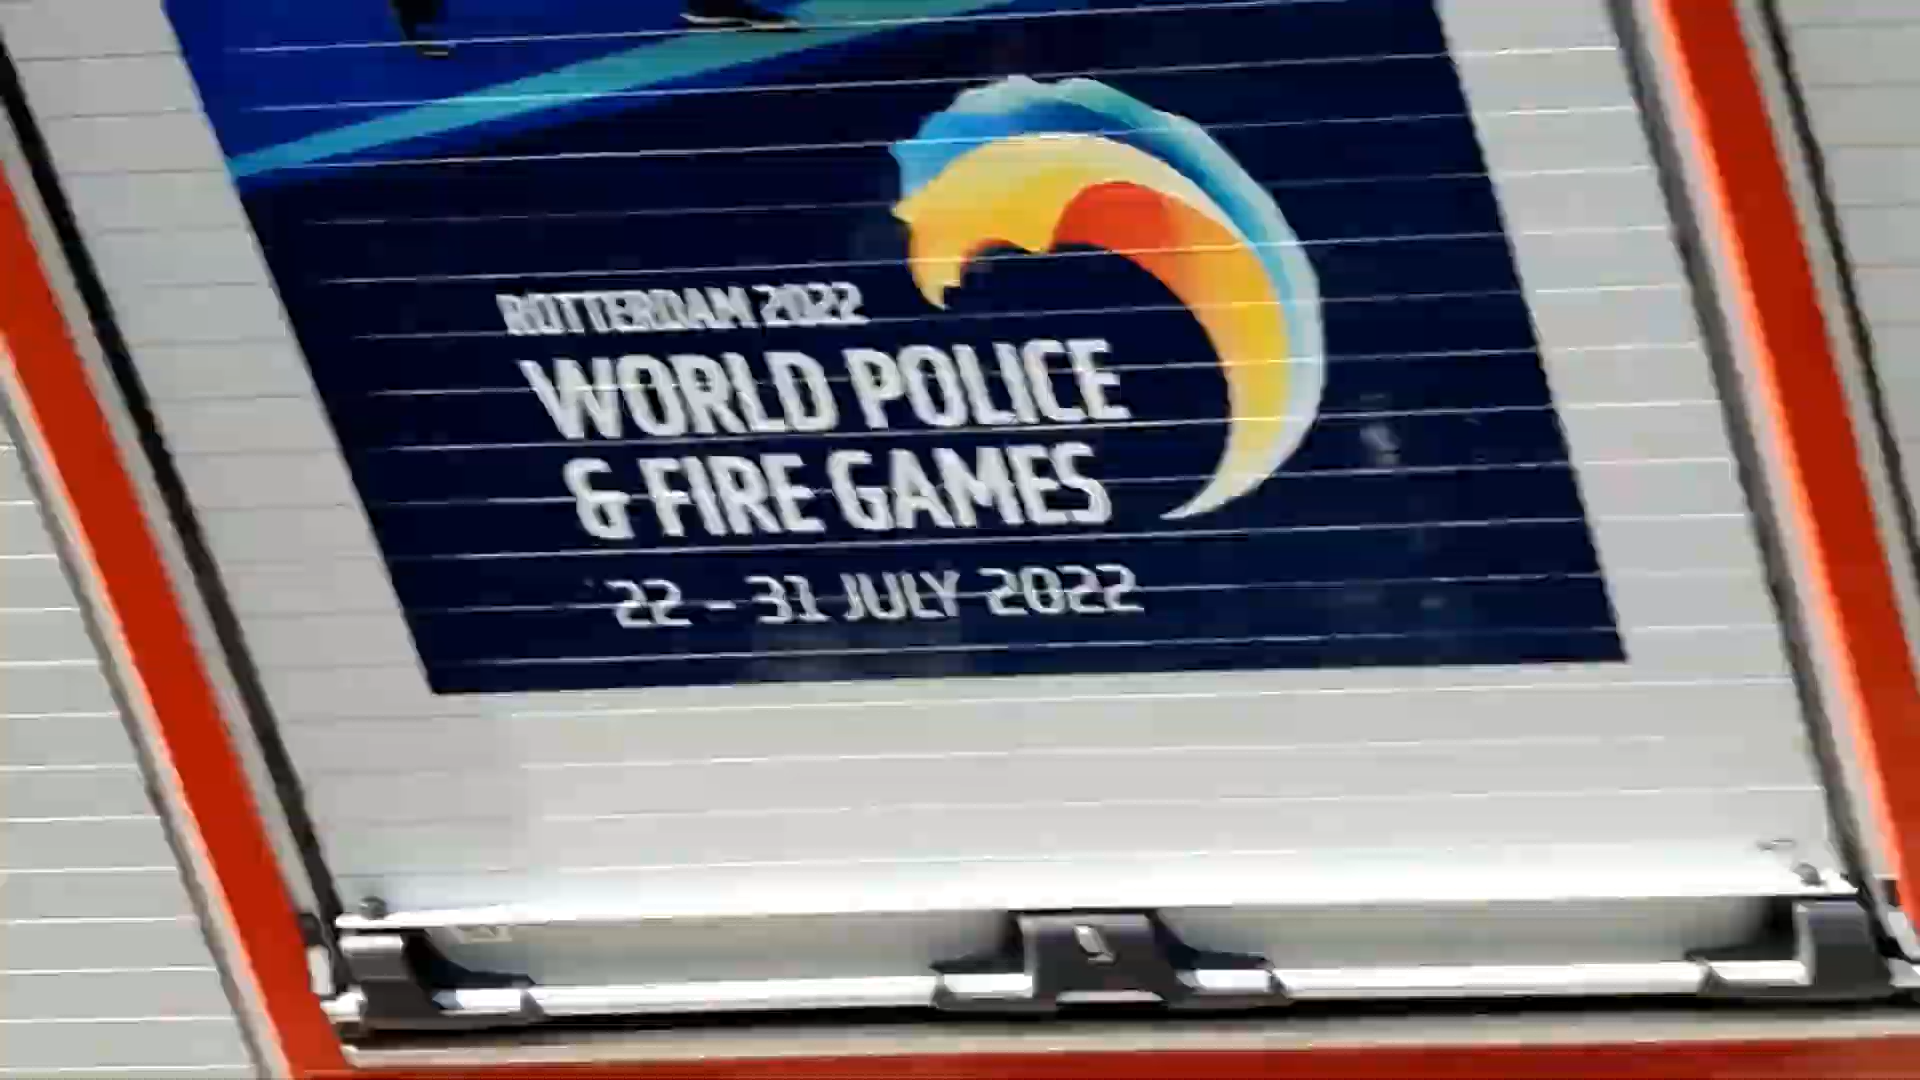 ROTTERDAM 2022
WORLD POLICE
& FIRE GAMES
22 - 31 JULY 2022